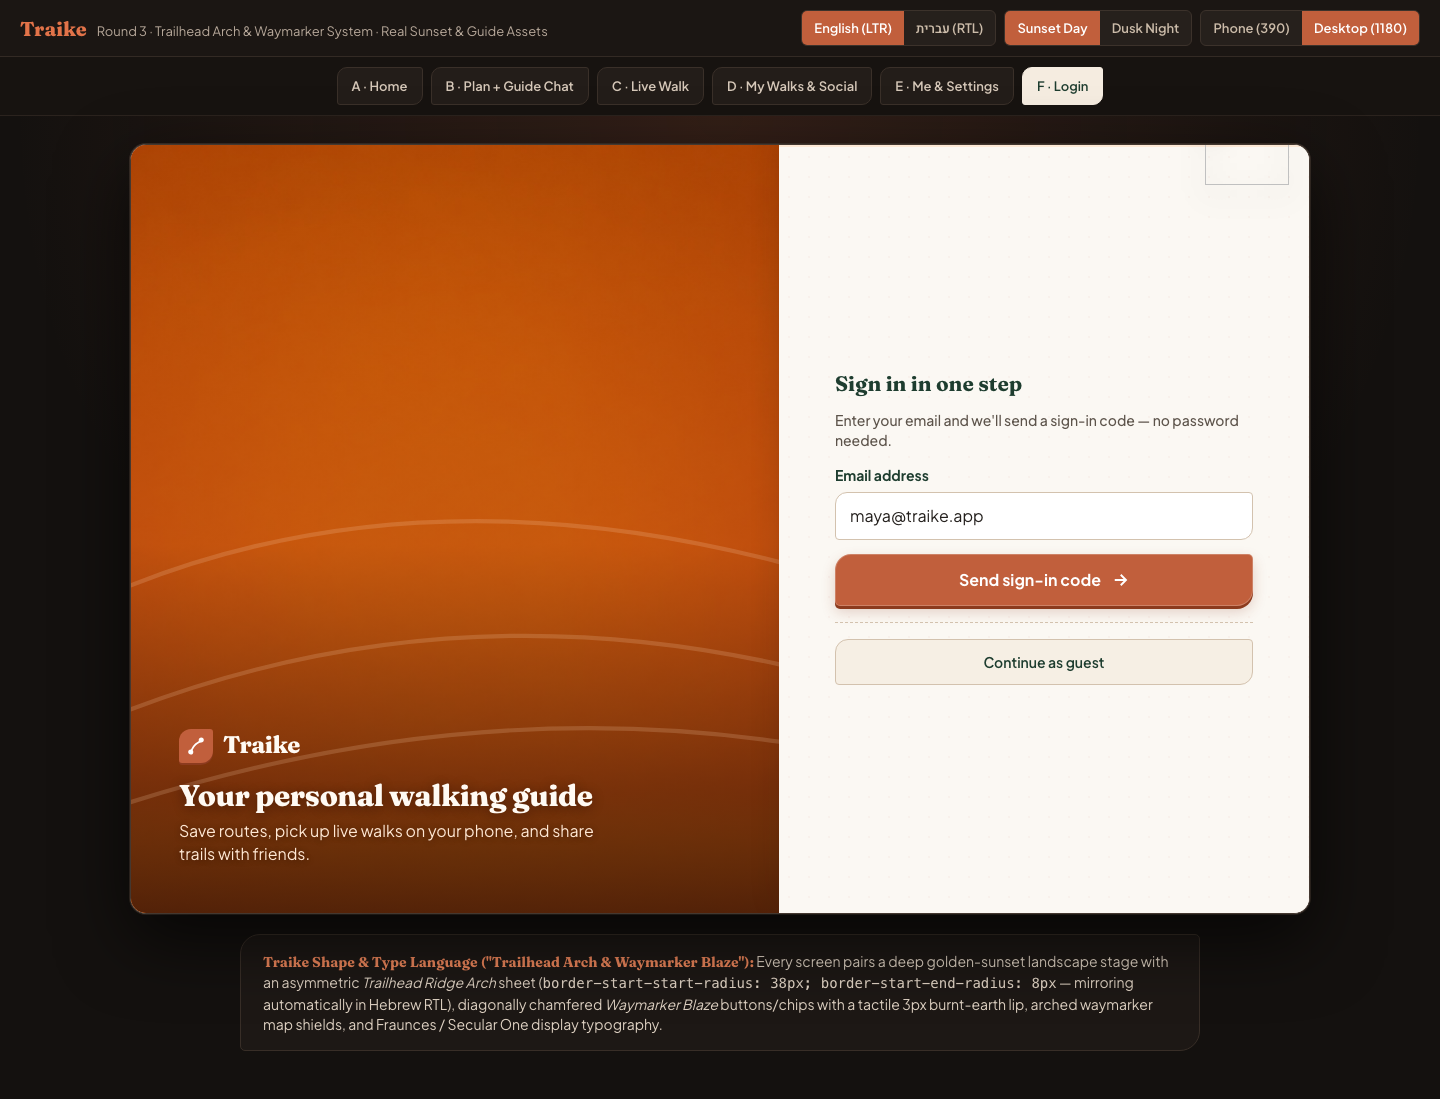 Traike Round 3 · Trailhead Arch & Waymarker System · Real Sunset & Guide Assets
English (LTR) עברית (RTL) Sunset Day Dusk Night Phone (390) Desktop (1180)
A · Home B · Plan + Guide Chat C · Live Walk D · My Walks & Social E · Me & Settings F · Login
Traike
Your personal walking guide
Save routes, pick up live walks on your phone, and share
trails with friends.
Sign in in one step
Enter your email and we'll send a sign-in code — no password
needed.
Email address
maya@traike.app
Send sign-in code →
Continue as guest
Traike Shape & Type Language ("Trailhead Arch & Waymarker Blaze"): Every screen pairs a deep golden-sunset landscape stage with
an asymmetric Trailhead Ridge Arch sheet (border-start-start-radius: 38px; border-start-end-radius: 8px — mirroring
automatically in Hebrew RTL), diagonally chamfered Waymarker Blaze buttons/chips with a tactile 3px burnt-earth lip, arched waymarker
map shields, and Fraunces / Secular One display typography.